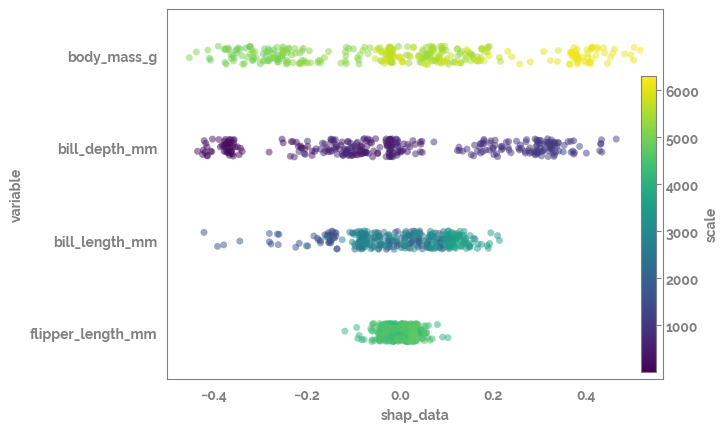 body_mass_g
bill_depth_mm
bill_length_mm
flipper_length_mm
variable
−0.4 −0.2 0.0 0.2 0.4
shap_data
6000
5000
4000
3000
2000
1000
scale